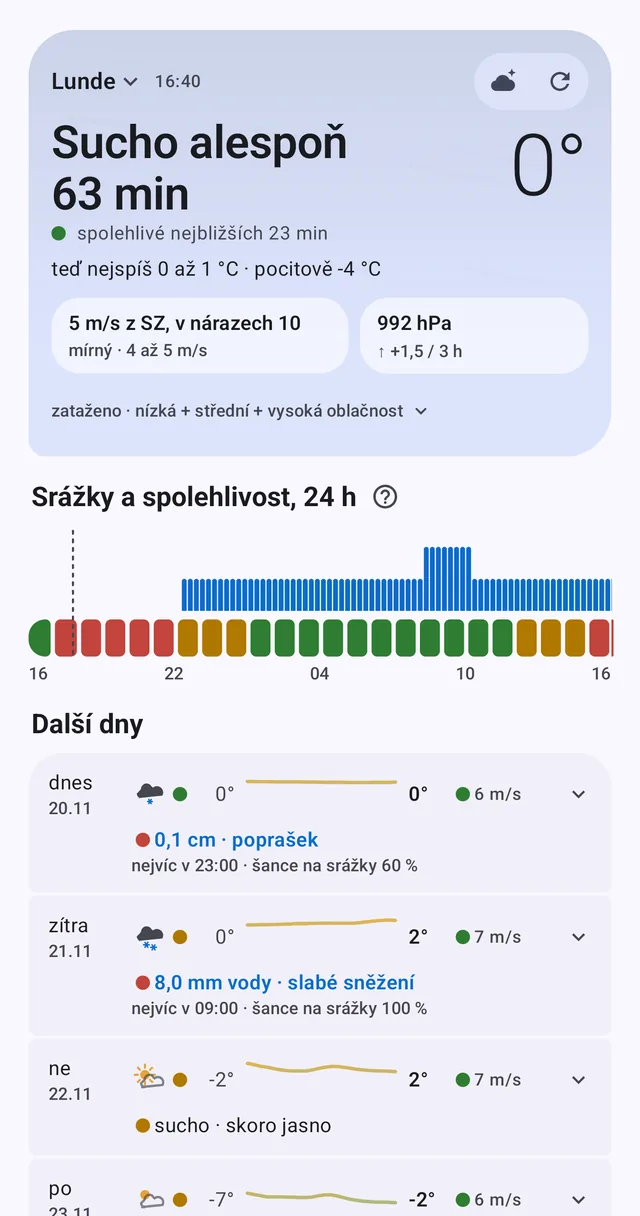 Lunde 16:40
Sucho alespoň
63 min
0°
spolehlivé nejbližších 23 min
teď nejspíš 0 až 1 °C · pocitově -4 °C
5 m/s z SZ, v nárazech 10
mírný · 4 až 5 m/s
992 hPa
↑ +1,5 / 3 h
zataženo · nízká + střední + vysoká oblačnost
Srážky a spolehlivost, 24 h ?
16 22 04 10 16
Další dny
dnes 0° 0° 6 m/s
20.11
0,1 cm · poprašek
nejvíc v 23:00 · šance na srážky 60 %
zítra 0° 2° 7 m/s
21.11
8,0 mm vody · slabé sněžení
nejvíc v 09:00 · šance na srážky 100 %
ne -2° 2° 7 m/s
22.11
sucho · skoro jasno
po -7° -2° 6 m/s
23.11